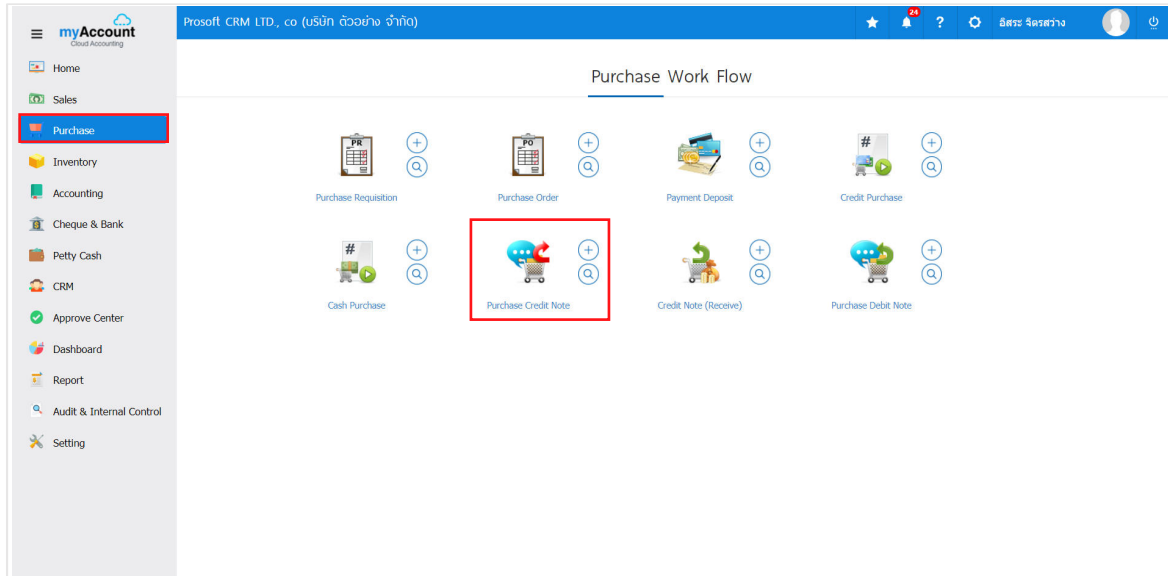 myAccount
Cloud Accounting
Prosoft CRM LTD., co (บริษัท ตัวอย่าง จำกัด)
24
?
อิสระ จิตรสว่าง
Home
Sales
Purchase
Inventory
Accounting
Cheque & Bank
Petty Cash
CRM
Approve Center
Dashboard
Report
Audit & Internal Control
Setting
Purchase Work Flow
PR
Purchase Requisition
PO
Purchase Order
Payment Deposit
#
Credit Purchase
#
Cash Purchase
Purchase Credit Note
Credit Note (Receive)
Purchase Debit Note